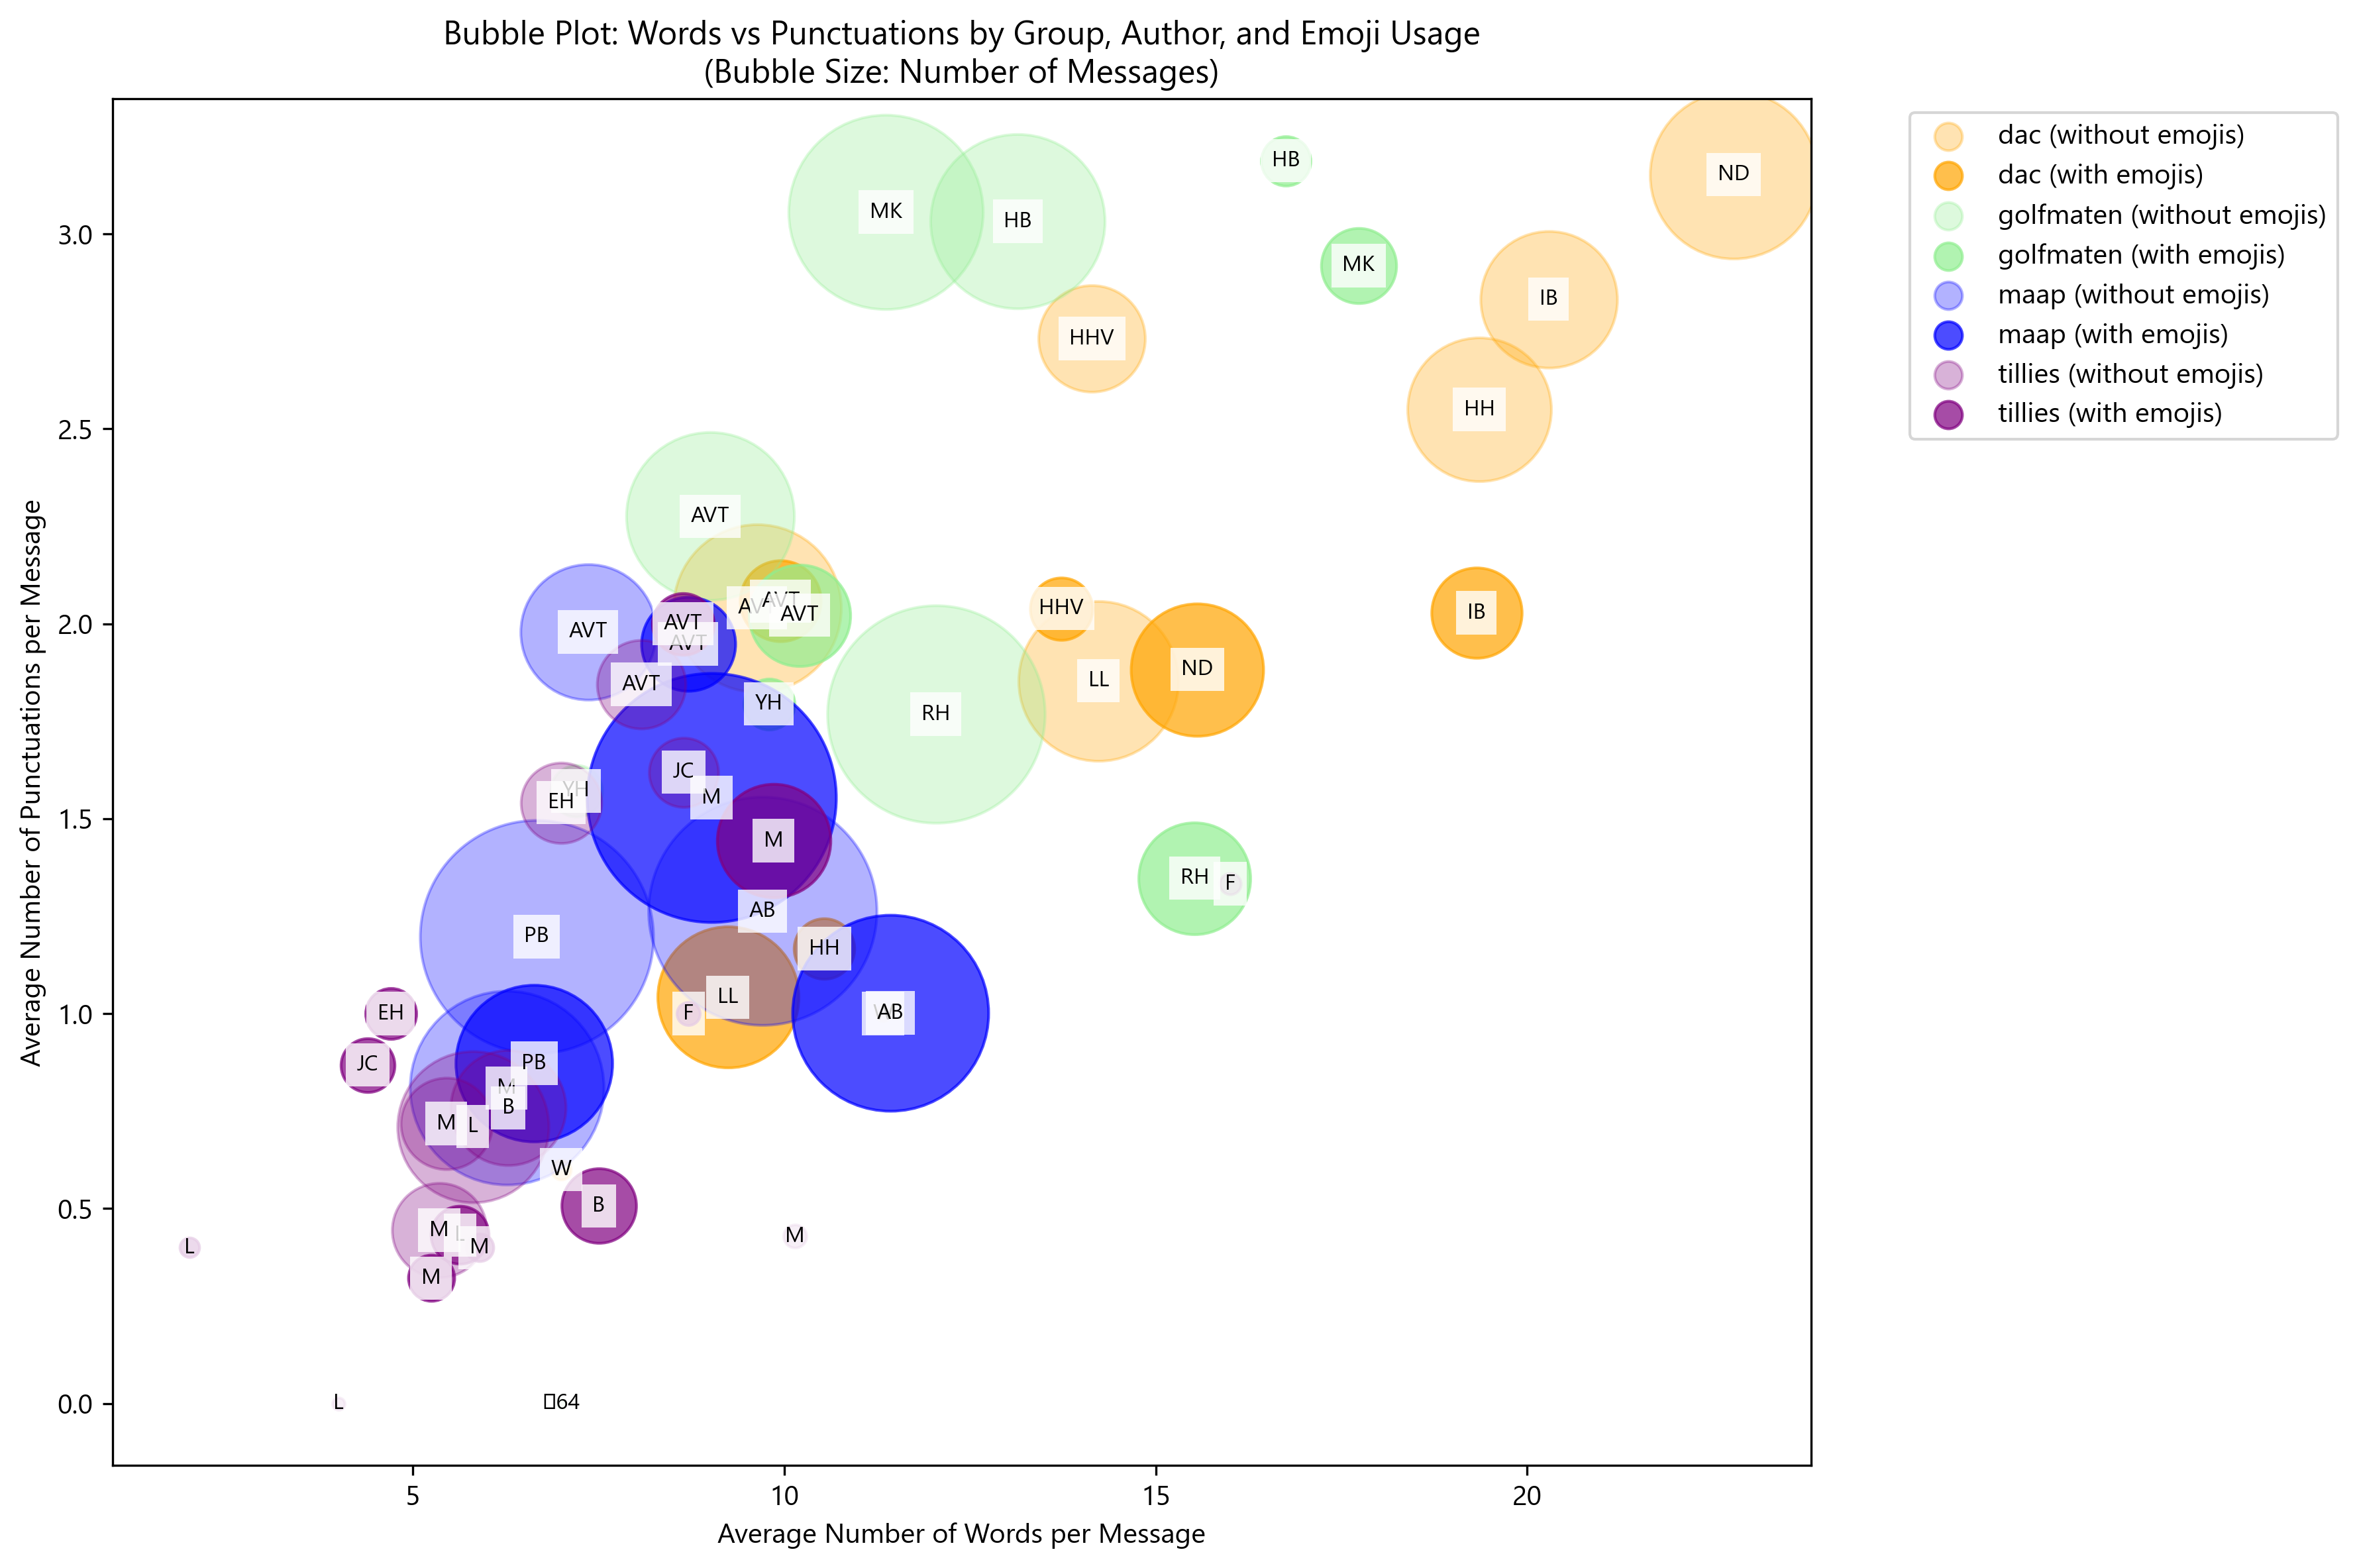 Bubble Plot: Words vs Punctuations by Group, Author, and Emoji Usage
(Bubble Size: Number of Messages)
dac (without emojis)
dac (with emojis)
golfmaten (without emojis)
golfmaten (with emojis)
maap (without emojis)
maap (with emojis)
tillies (without emojis)
tillies (with emojis)
Average Number of Punctuations per Message
3.0
2.5
2.0
1.5
1.0
0.5
0.0
HB
ND
MK
HB
MK
IB
HHV
HH
AVT
AVT
AVT
HHV
AVT
IB
AVT
AVT
AVT
ND
LL
AVT
YH
RH
JC
YH
M
EH
M
RH
F
AB
PB
HH
LL
EH
F
AB
PB
JC
M
B
M
L
W
B
M
L
M
L
M
M
L
64
5
10
15
20
Average Number of Words per Message